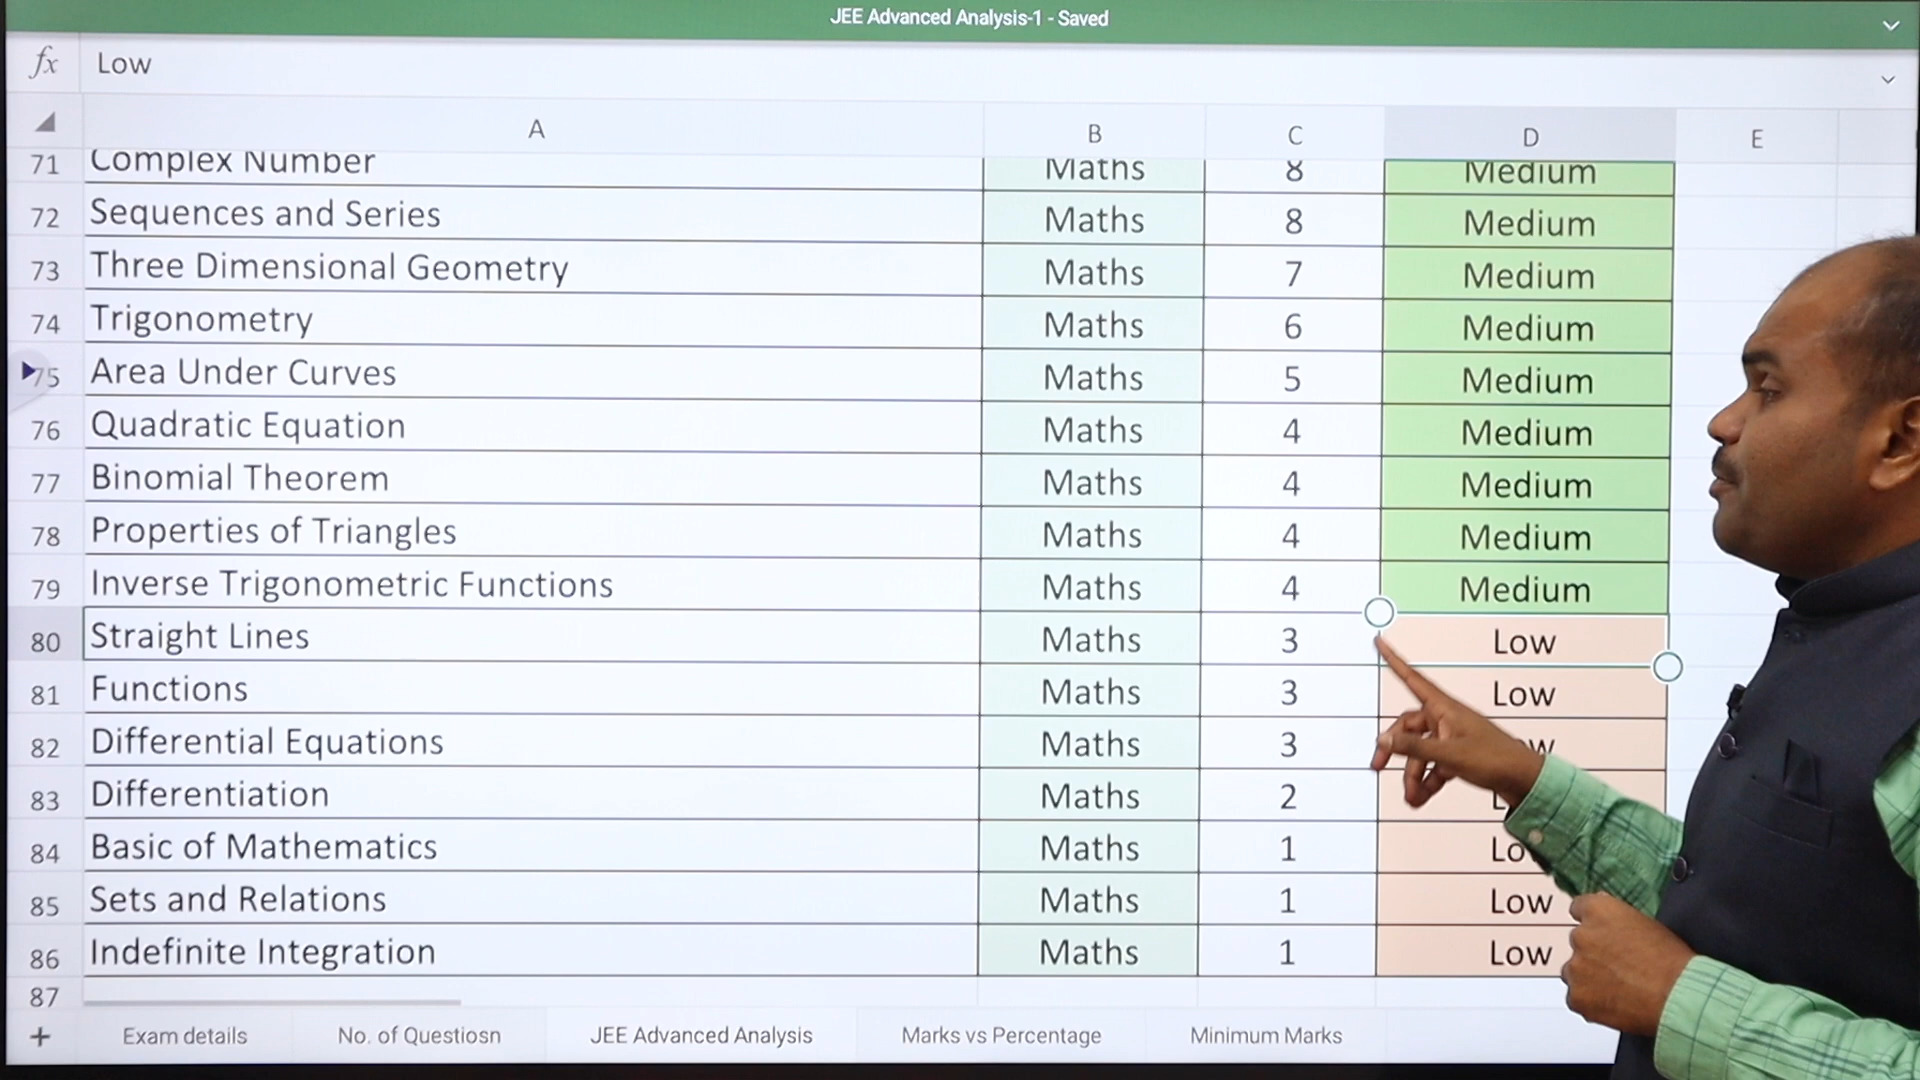 JEE Advanced Analysis-1 - Saved
fx Low
A B C D E
71 Complex Number Maths 8 Medium
72 Sequences and Series Maths 8 Medium
73 Three Dimensional Geometry Maths 7 Medium
74 Trigonometry Maths 6 Medium
75 Area Under Curves Maths 5 Medium
76 Quadratic Equation Maths 4 Medium
77 Binomial Theorem Maths 4 Medium
78 Properties of Triangles Maths 4 Medium
79 Inverse Trigonometric Functions Maths 4 Medium
80 Straight Lines Maths 3 Low
81 Functions Maths 3 Low
82 Differential Equations Maths 3
83 Differentiation Maths 2
84 Basic of Mathematics Maths 1 Lo
85 Sets and Relations Maths 1 Low
86 Indefinite Integration Maths 1 Low
87
+ Exam details No. of Questiosn JEE Advanced Analysis Marks vs Percentage Minimum Marks